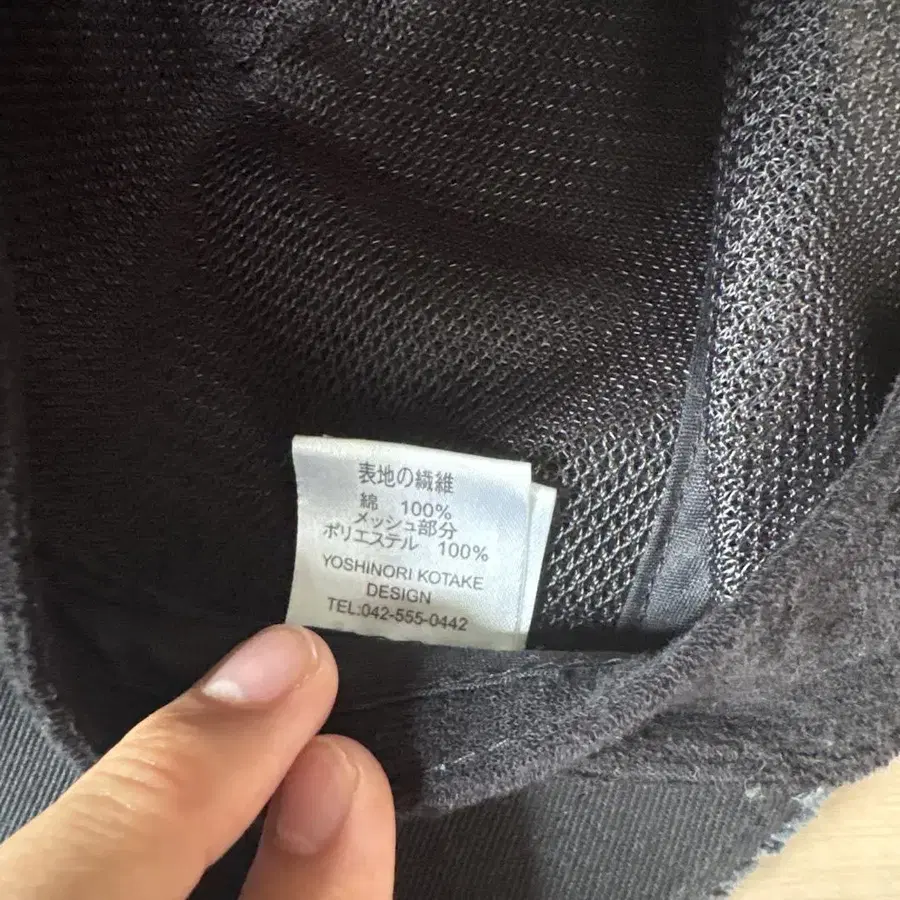 表地の繊維
綿 100%
メッシュ部分
ポリエステル 100%
YOSHINORI KOTAKE
DESIGN
TEL:042-555-0442